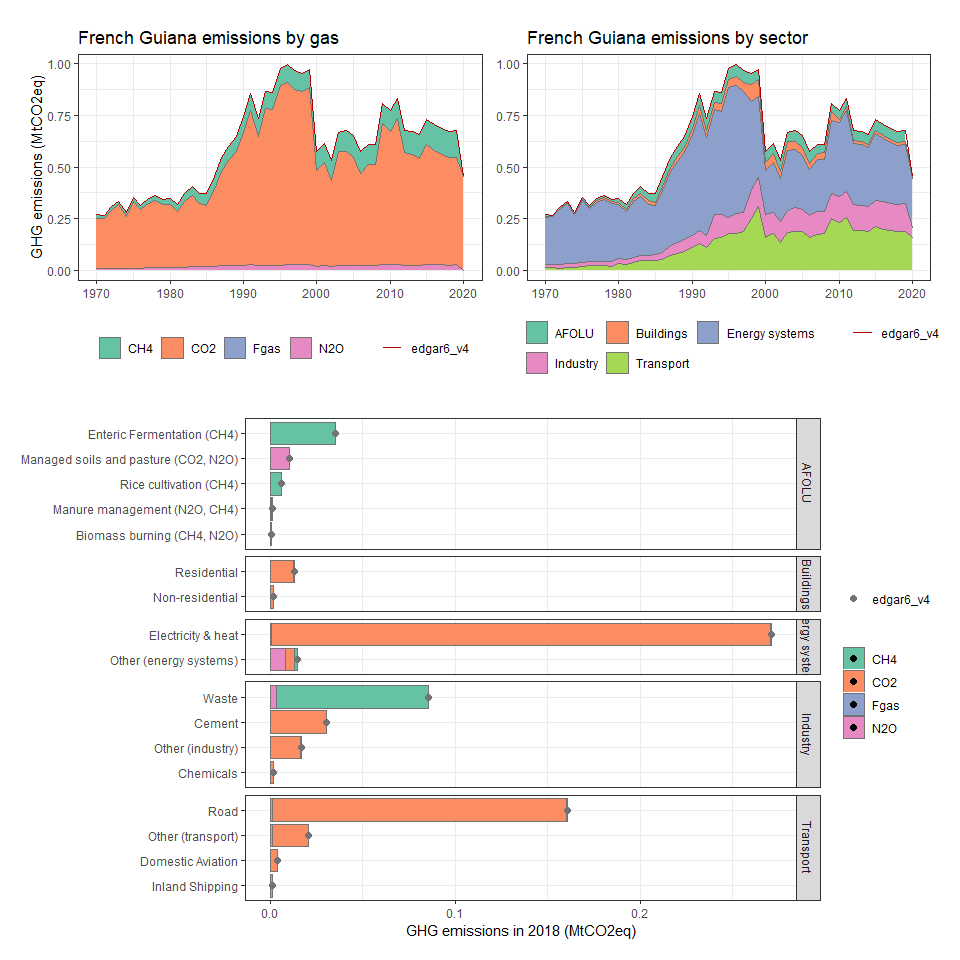 French Guiana emissions by gas
GHG emissions (MtCO2eq)
1.00
0.75
0.50
0.25
0.00
1970 1980 1990 2000 2010 2020
CH4 CO2 Fgas N2O edgar6_v4
French Guiana emissions by sector
1.00
0.75
0.50
0.25
0.00
1970 1980 1990 2000 2010 2020
AFOLU Buildings Energy systems edgar6_v4
Industry Transport
Enteric Fermentation (CH4)
Managed soils and pasture (CO2, N2O)
Rice cultivation (CH4)
Manure management (N2O, CH4)
Biomass burning (CH4, N2O)
AFOLU
Residential
Non-residential
Buildings
Electricity & heat
Other (energy systems)
ergy syste
Waste
Cement
Other (industry)
Chemicals
Industry
Road
Other (transport)
Domestic Aviation
Inland Shipping
Transport
0.0 0.1 0.2
GHG emissions in 2018 (MtCO2eq)
edgar6_v4
CH4
CO2
Fgas
N2O